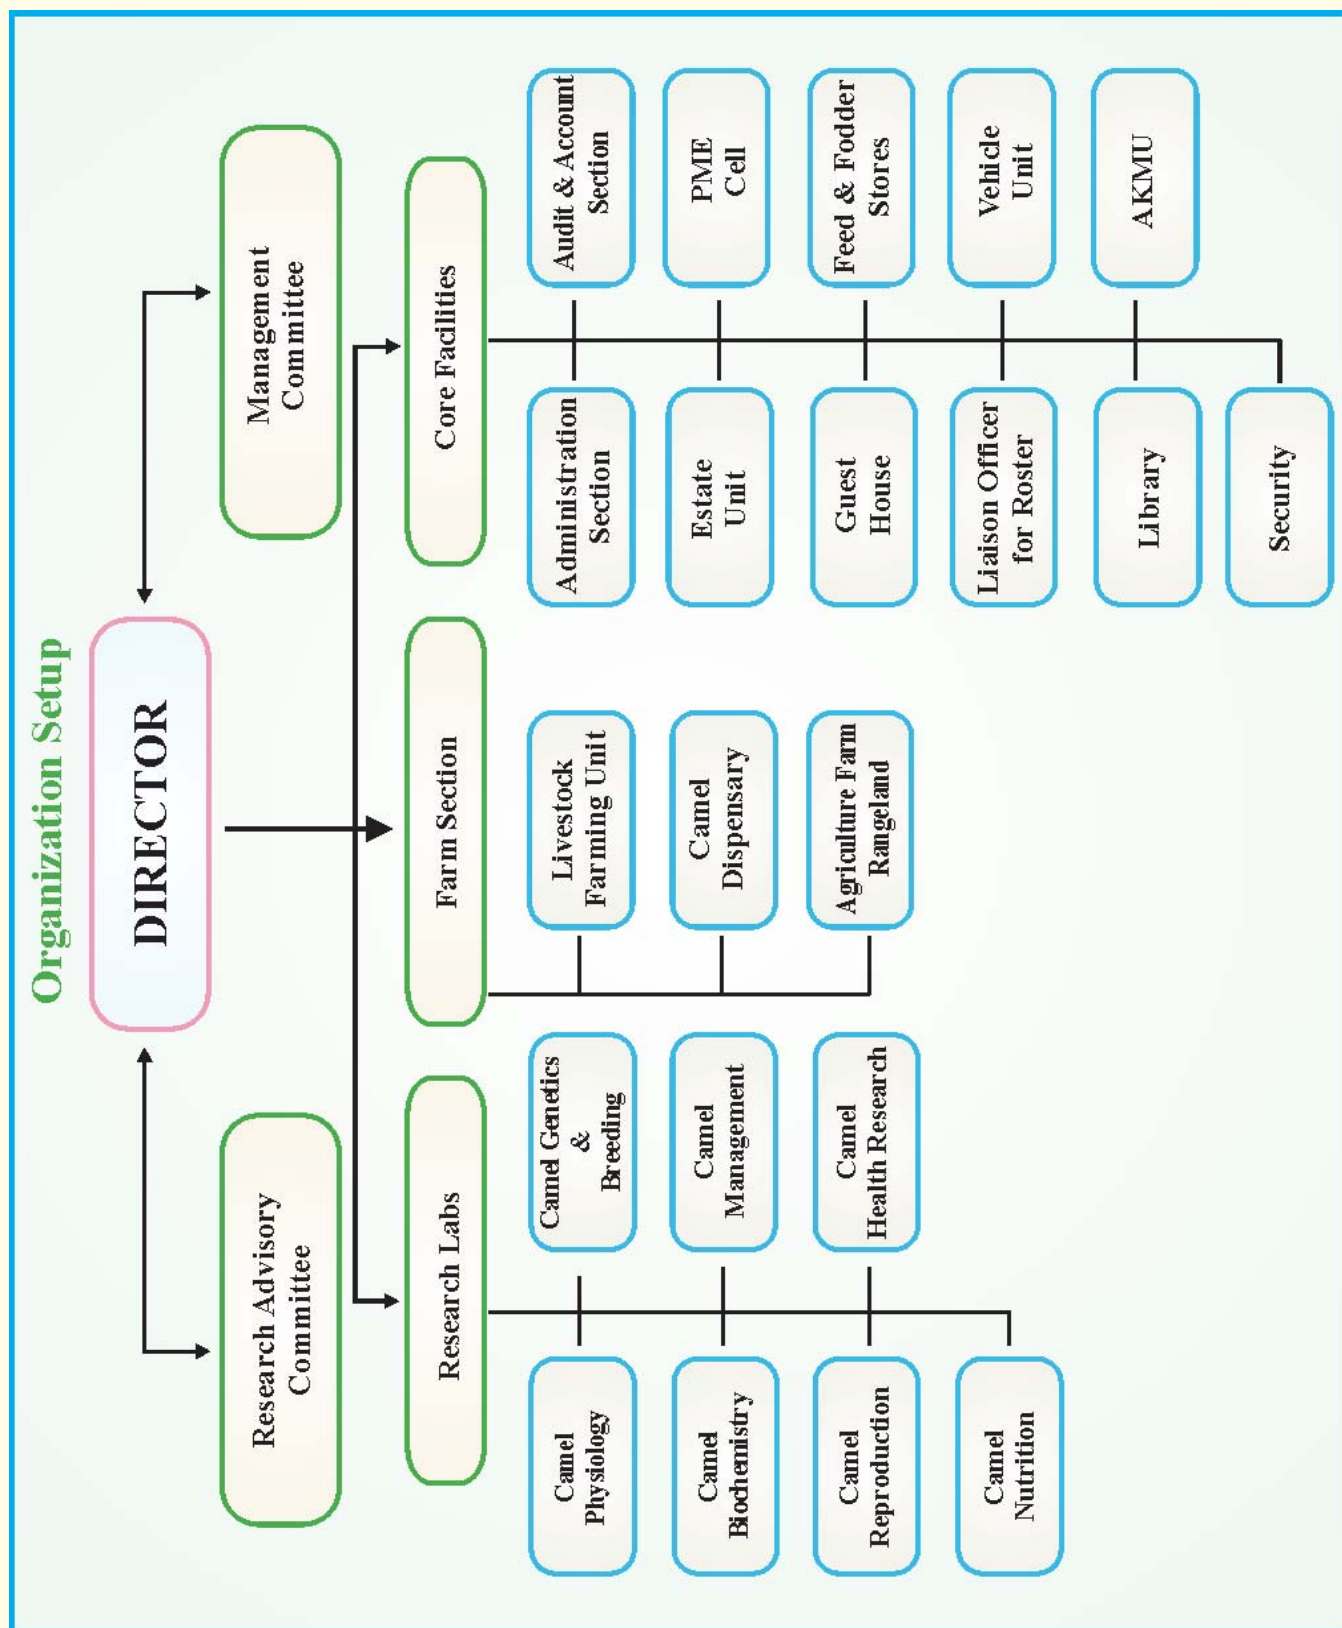 Organization Setup
DIRECTOR
Research Advisory
Committee
Management
Committee
Research Labs
Farm Section
Core Facilities
Camel
Physiology
Camel Genetics
&
Breeding
Camel
Biochemistry
Camel
Management
Camel
Reproduction
Camel
Health Research
Camel
Nutrition
Livestock
Farming Unit
Camel
Dispensary
Agriculture Farm
Rangeland
Administration
Section
Audit & Account
Section
Estate
Unit
PME
Cell
Guest
House
Feed & Fodder
Stores
Liaison Officer
for Roster
Vehicle
Unit
Library
AKMU
Security